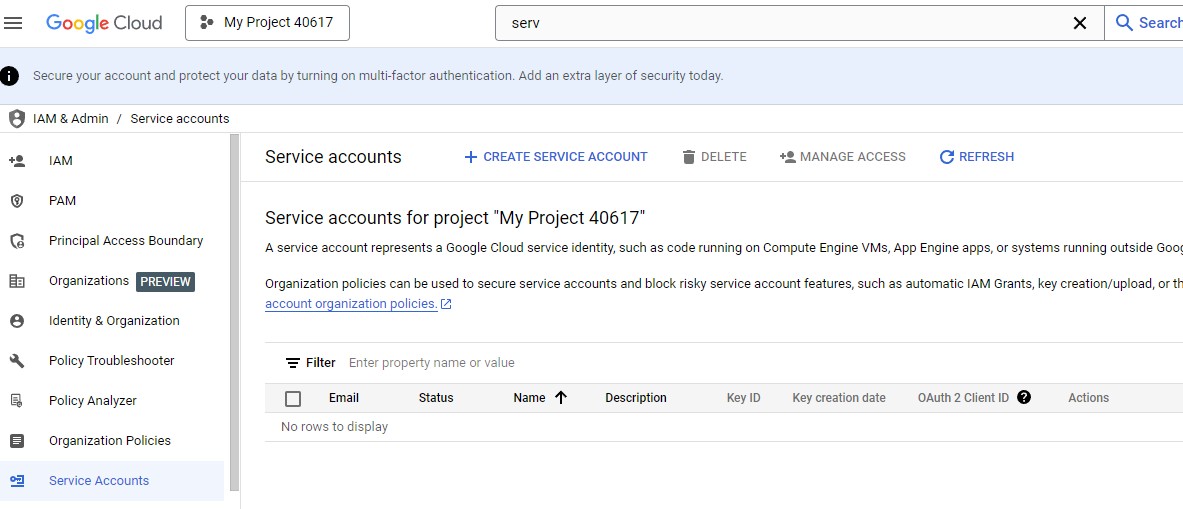 Google Cloud My Project 40617 serv Search
Secure your account and protect your data by turning on multi-factor authentication. Add an extra layer of security today.
IAM & Admin / Service accounts
IAM
PAM
Principal Access Boundary
Organizations PREVIEW
Identity & Organization
Policy Troubleshooter
Policy Analyzer
Organization Policies
Service Accounts
Service accounts CREATE SERVICE ACCOUNT DELETE MANAGE ACCESS REFRESH
Service accounts for project "My Project 40617"
A service account represents a Google Cloud service identity, such as code running on Compute Engine VMs, App Engine apps, or systems running outside
Organization policies can be used to secure service accounts and block risky service account features, such as automatic IAM Grants, key creation/upload, or
account organization policies.
Filter Enter property name or value
Email Status Name Description Key ID Key creation date OAuth 2 Client ID Actions
No rows to display